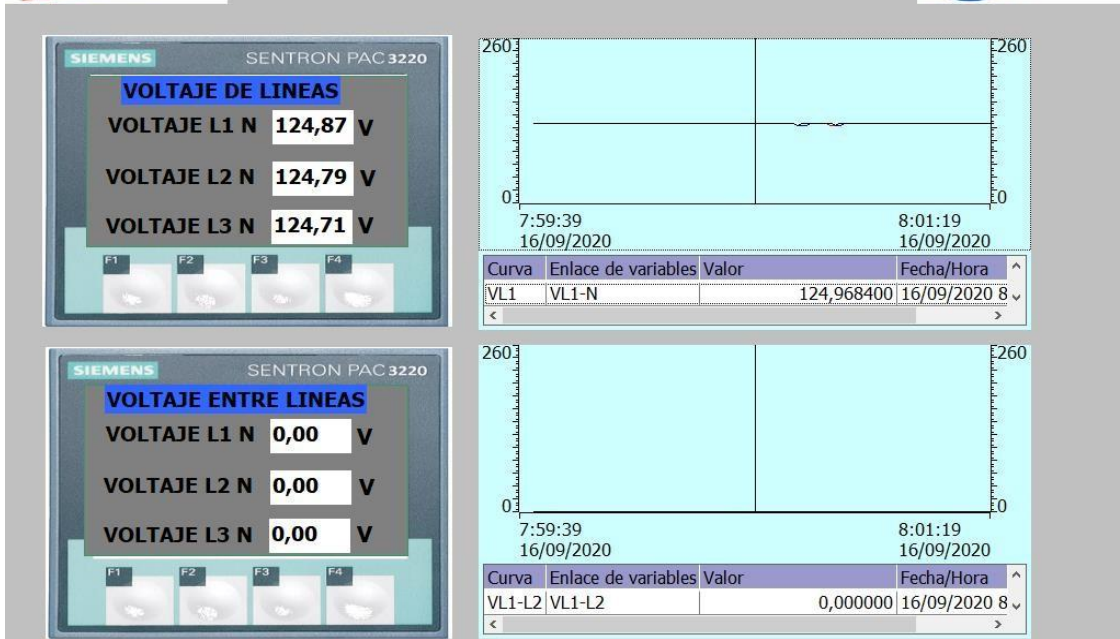 SIEMENS SENTRON PAC3220
VOLTAJE DE LINEAS
VOLTAJE L1 N 124,87 V
VOLTAJE L2 N 124,79 V
VOLTAJE L3 N 124,71 V
F1 F2 F3 F4
260 260
0 0
7:59:39 8:01:19
16/09/2020 16/09/2020
Curva Enlace de variables Valor Fecha/Hora
VL1 VL1-N 124,968400 16/09/2020 8
SIEMENS SENTRON PAC3220
VOLTAJE ENTRE LINEAS
VOLTAJE L1 N 0,00 V
VOLTAJE L2 N 0,00 V
VOLTAJE L3 N 0,00 V
F1 F2 F3 F4
260 260
0 0
7:59:39 8:01:19
16/09/2020 16/09/2020
Curva Enlace de variables Valor Fecha/Hora
VL1-L2 VL1-L2 0,000000 16/09/2020 8